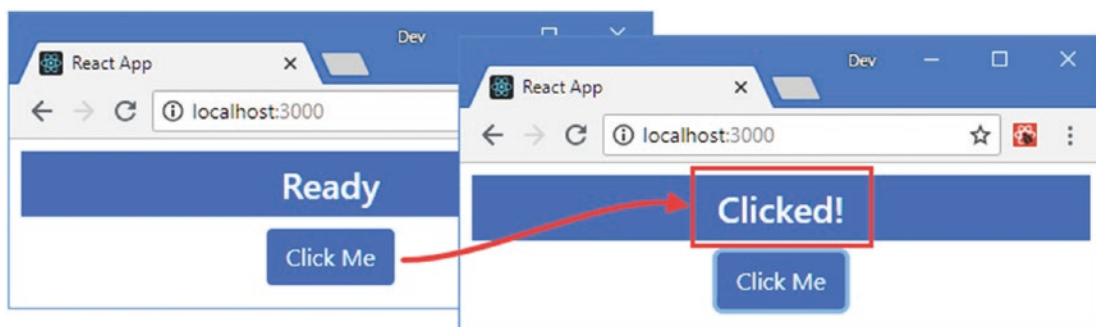 Dev
React App
localhost:3000
Ready
Click Me
Dev
React App
localhost:3000
Clicked!
Click Me